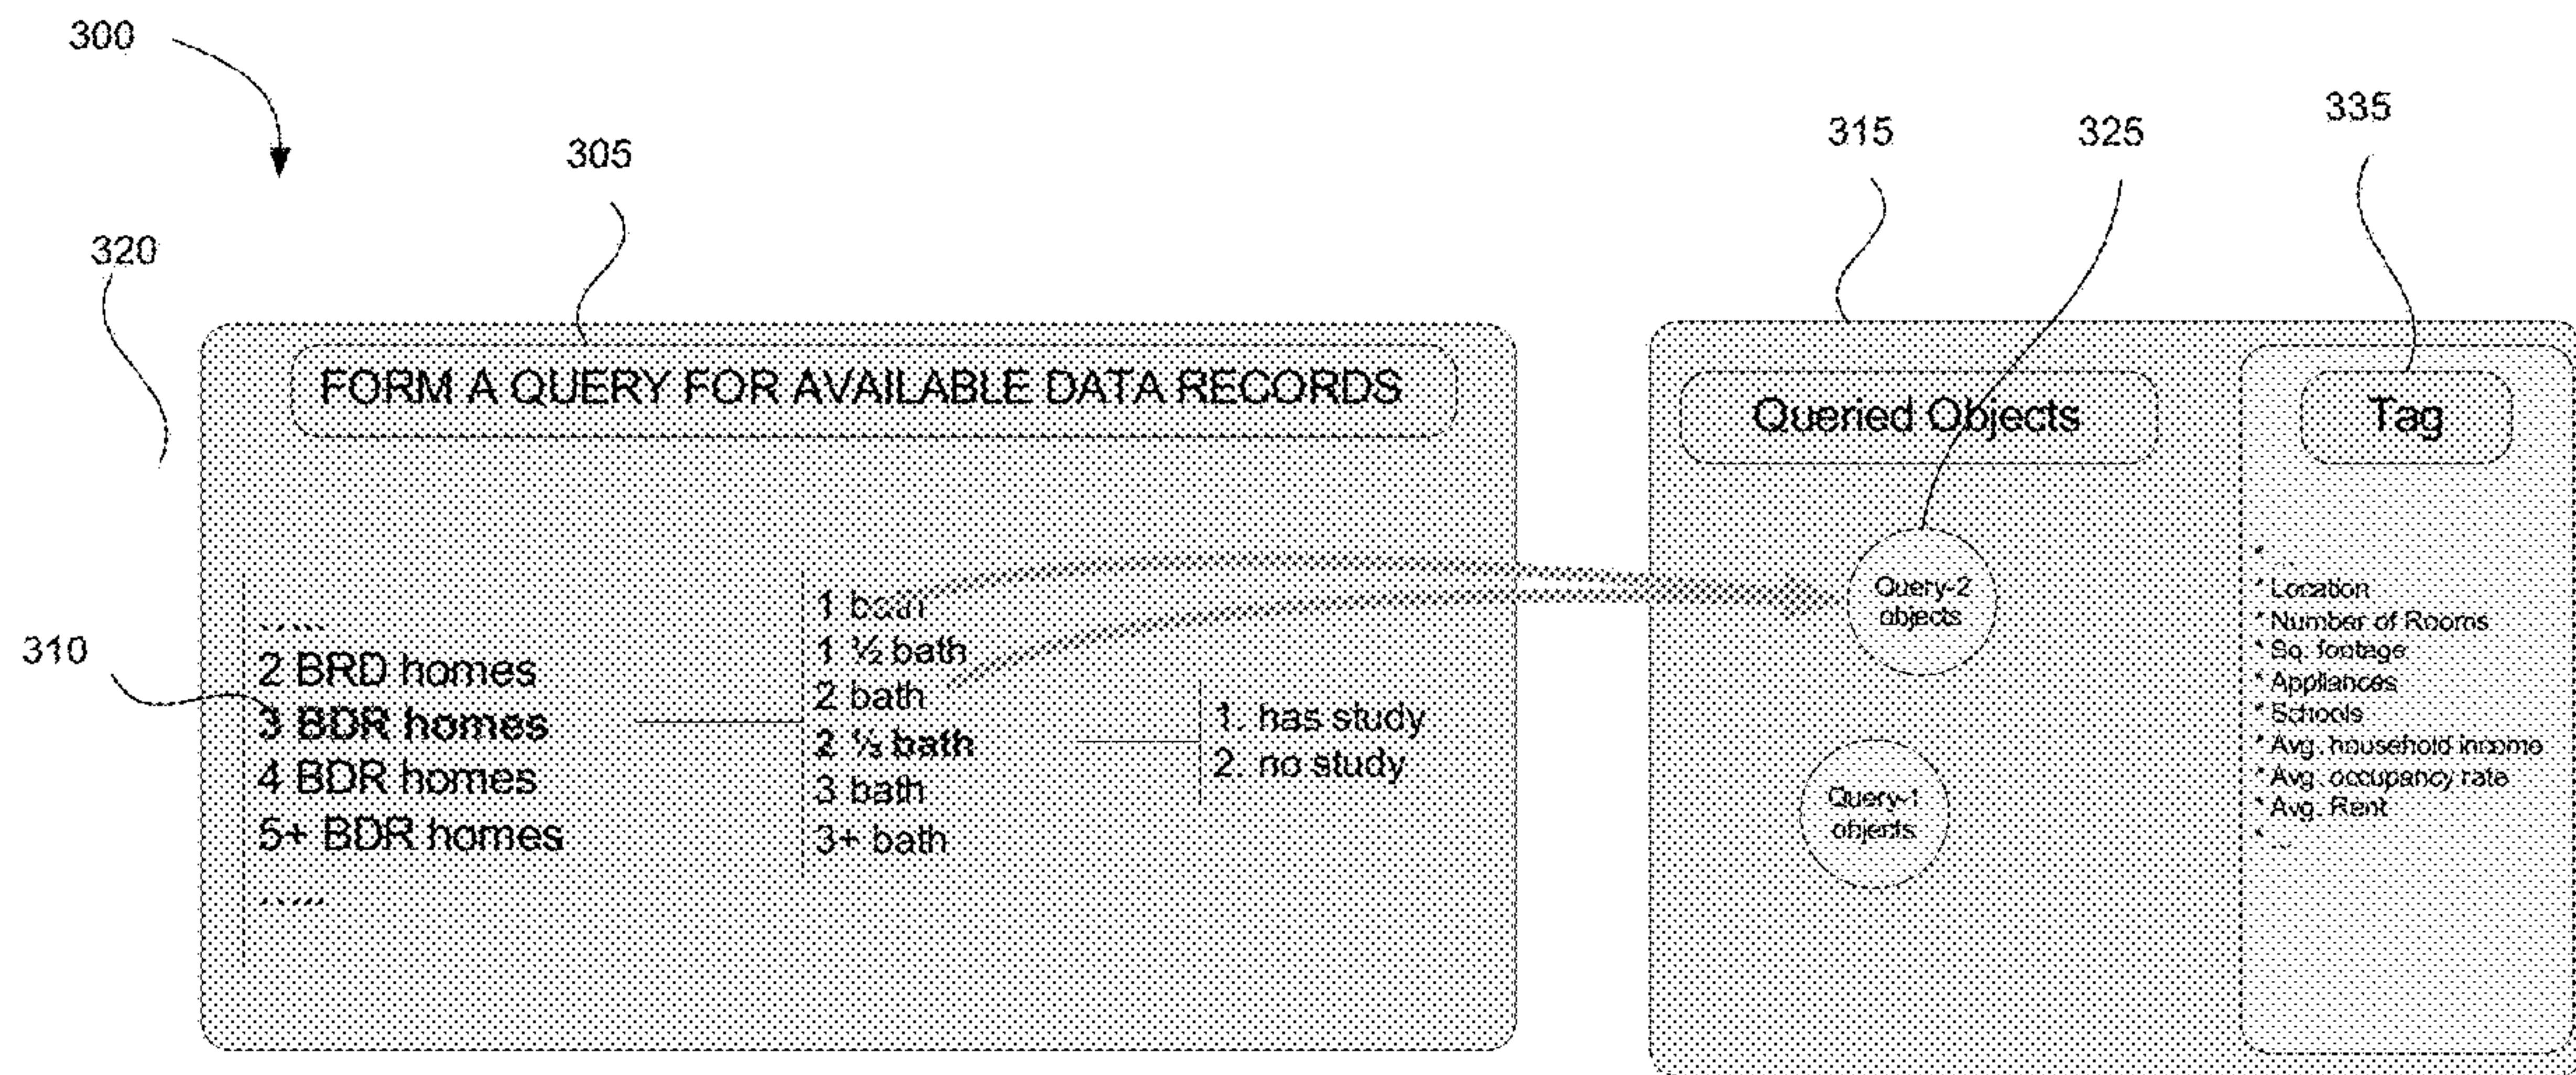 300
305
315
325
335
320
FORM A QUERY FOR AVAILABLE DATA RECORDS
Queried Objects
Tag
310
.....
2 BRD homes
3 BDR homes
4 BDR homes
5+ BDR homes
.....
1 bath
1 ½ bath
2 bath
2 ⅓ bath
3 bath
3+ bath
1. has study
2. no study
Query-2
objects
Query-1
objects
* ...
* Location
* Number of Rooms
* Sq. footage
* Appliances
* Schools
* Avg. household income
* Avg. occupancy rate
* Avg. Rent
* ...